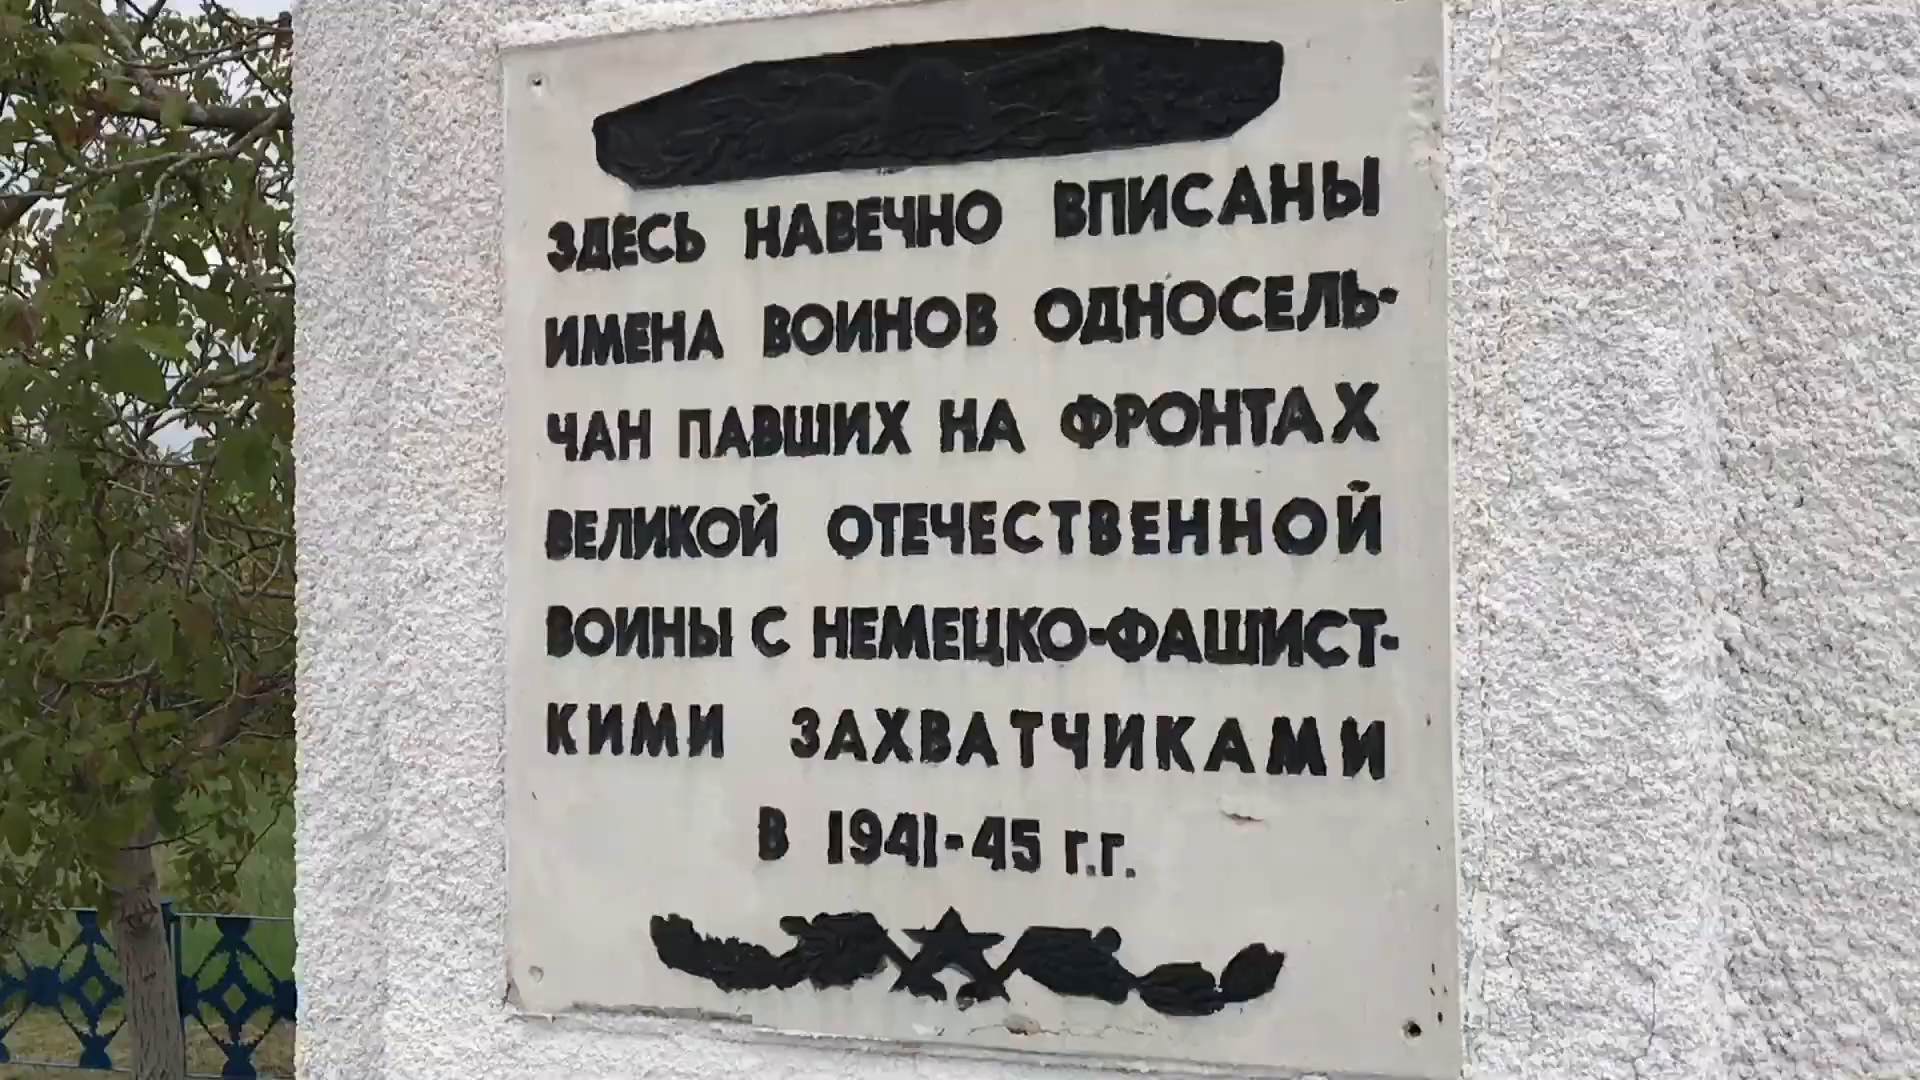 ЗДЕСЬ НАВЕЧНО ВПИСАНЫ
ИМЕНА ВОИНОВ ОДНОСЕЛЬ-
ЧАН ПАВШИХ НА ФРОНТАХ
ВЕЛИКОЙ ОТЕЧЕСТВЕННОЙ
ВОИНЫ С НЕМЕЦКО-ФАШИСТ-
КИМИ ЗАХВАТЧИКАМИ
В 1941-45 г.г.